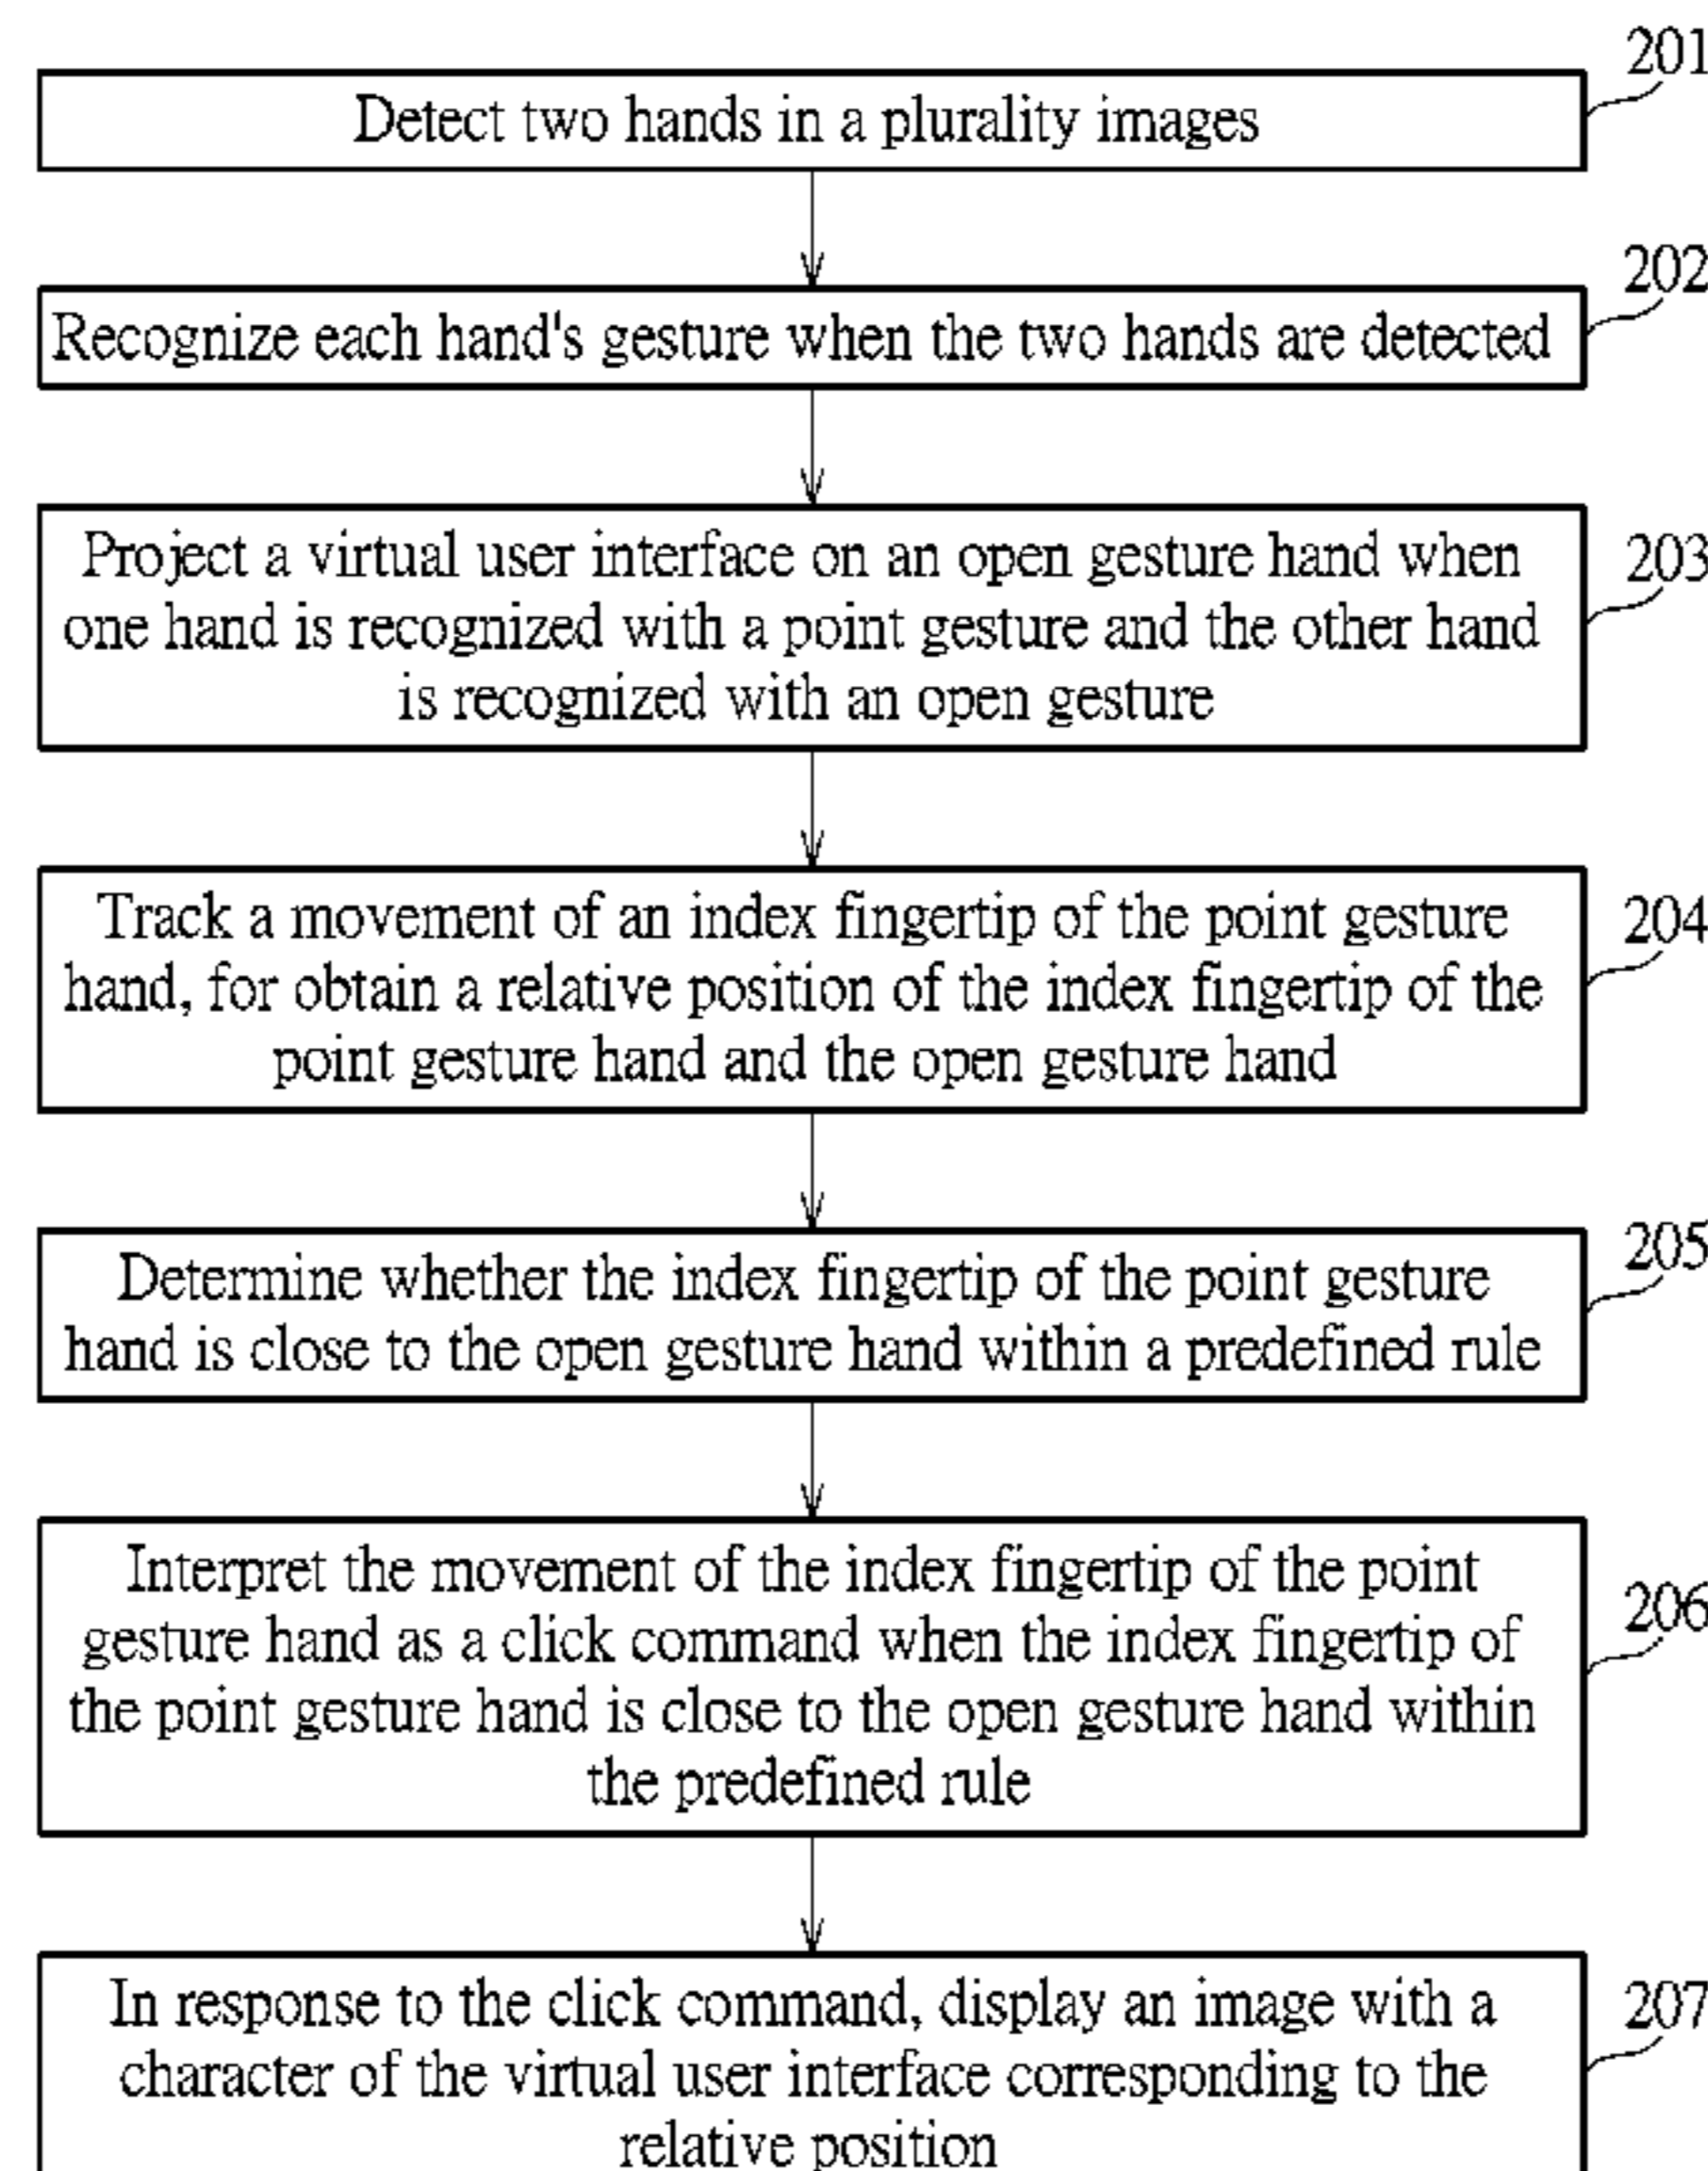 201
Detect two hands in a plurality images
202
Recognize each hand's gesture when the two hands are detected
203
Project a virtual user interface on an open gesture hand when
one hand is recognized with a point gesture and the other hand
is recognized with an open gesture
204
Track a movement of an index fingertip of the point gesture
hand, for obtain a relative position of the index fingertip of the
point gesture hand and the open gesture hand
205
Determine whether the index fingertip of the point gesture
hand is close to the open gesture hand within a predefined rule
206
Interpret the movement of the index fingertip of the point
gesture hand as a click command when the index fingertip of
the point gesture hand is close to the open gesture hand within
the predefined rule
207
In response to the click command, display an image with a
character of the virtual user interface corresponding to the
relative position